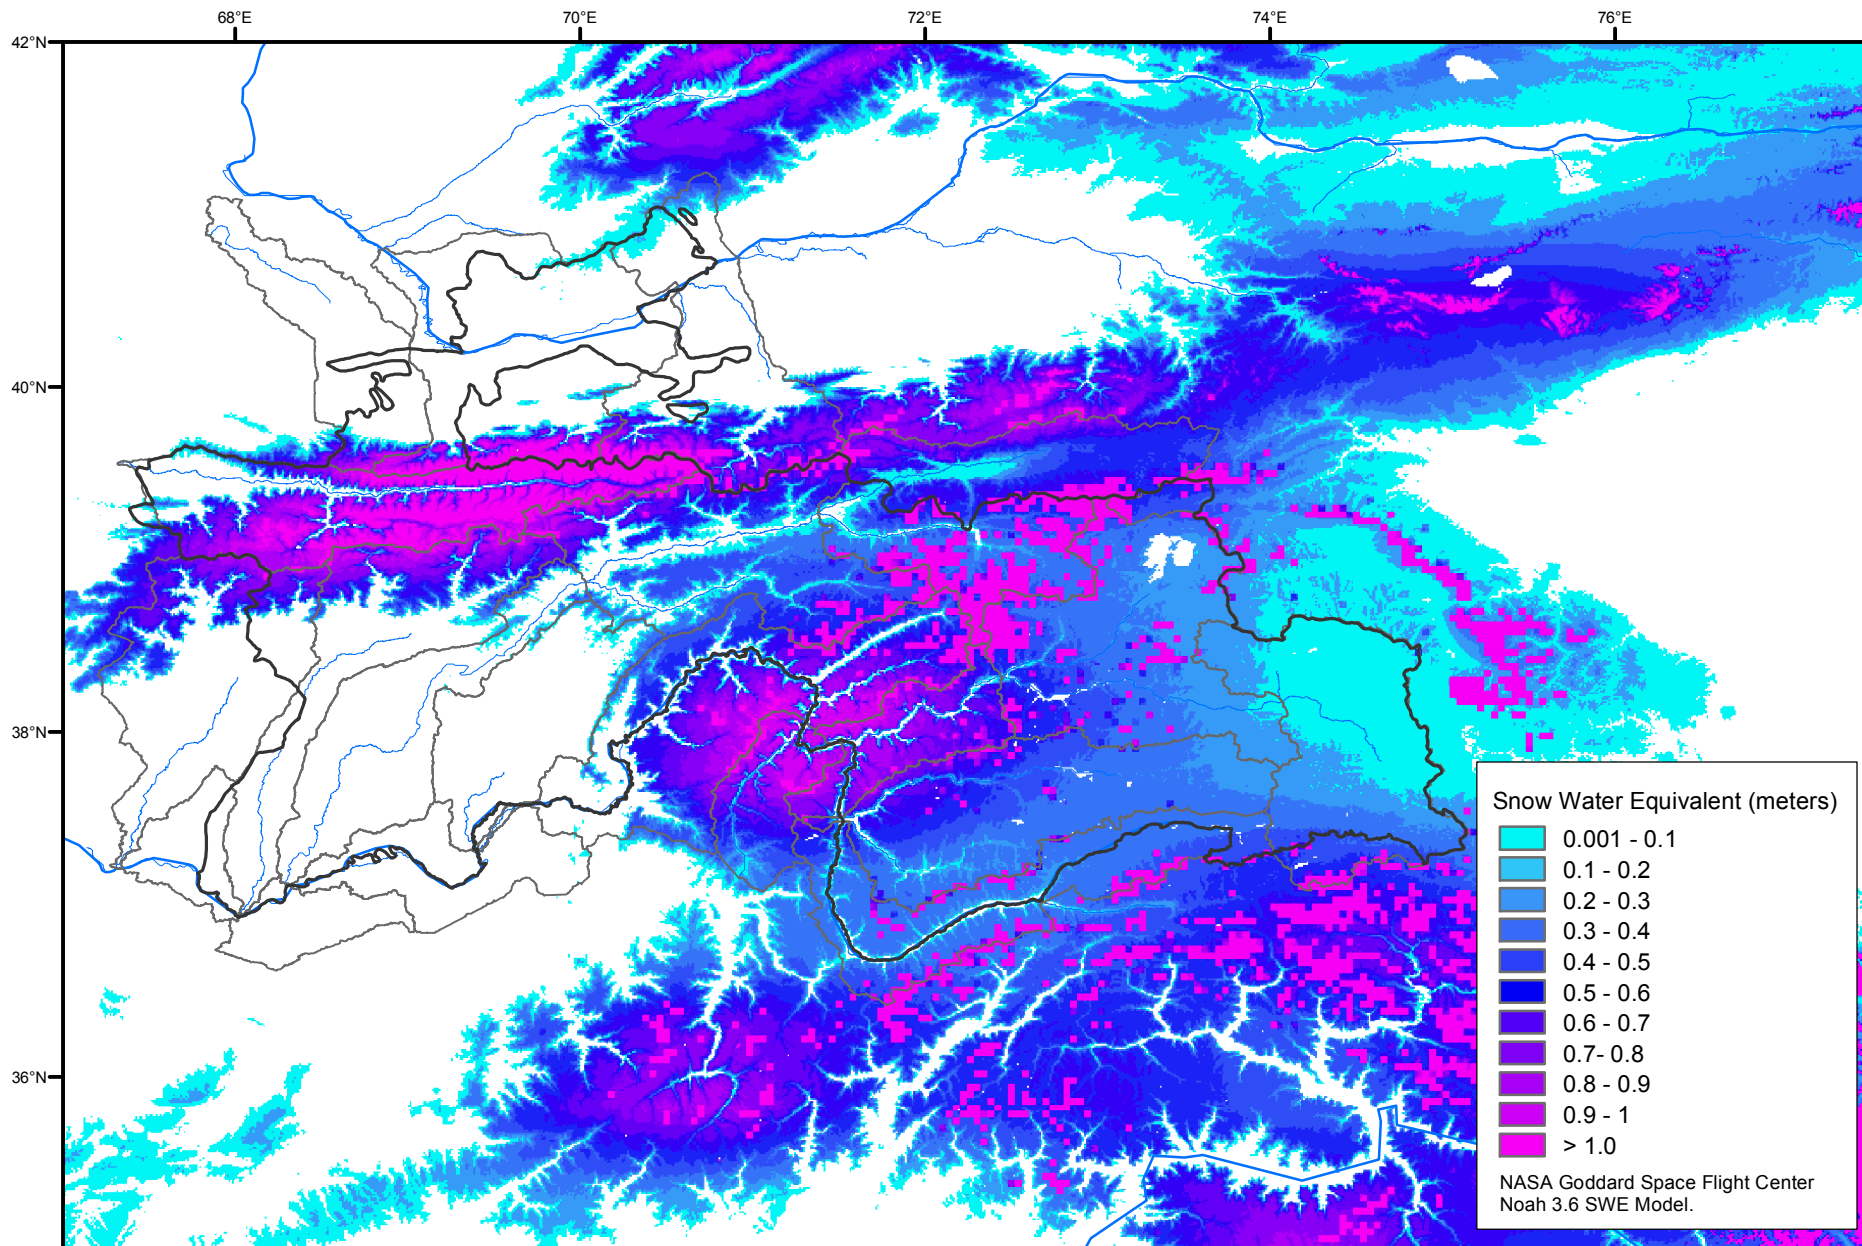 68°E
70°E
72°E
74°E
76°E
42°N
40°N
38°N
36°N
Snow Water Equivalent (meters)
0.001 - 0.1
0.1 - 0.2
0.2 - 0.3
0.3 - 0.4
0.4 - 0.5
0.5 - 0.6
0.6 - 0.7
0.7- 0.8
0.8 - 0.9
0.9 - 1
> 1.0
NASA Goddard Space Flight Center
Noah 3.6 SWE Model.